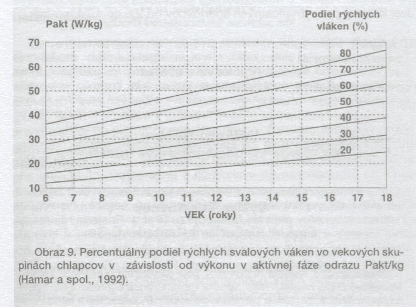 Pakt (W/kg)
Podiel rýchlych
vláken (%)
70
60
50
40
30
20
10
80
70
60
50
40
30
20
6 7 8 9 10 11 12 13 14 15 16 17 18
VEK (roky)
Obraz 9. Percentuálny podiel rýchlych svalových váken vo vekových sku-
pinách chlapcov v závislosti od výkonu v aktívnej fáze odrazu Pakt/kg
(Hamar a spol., 1992).